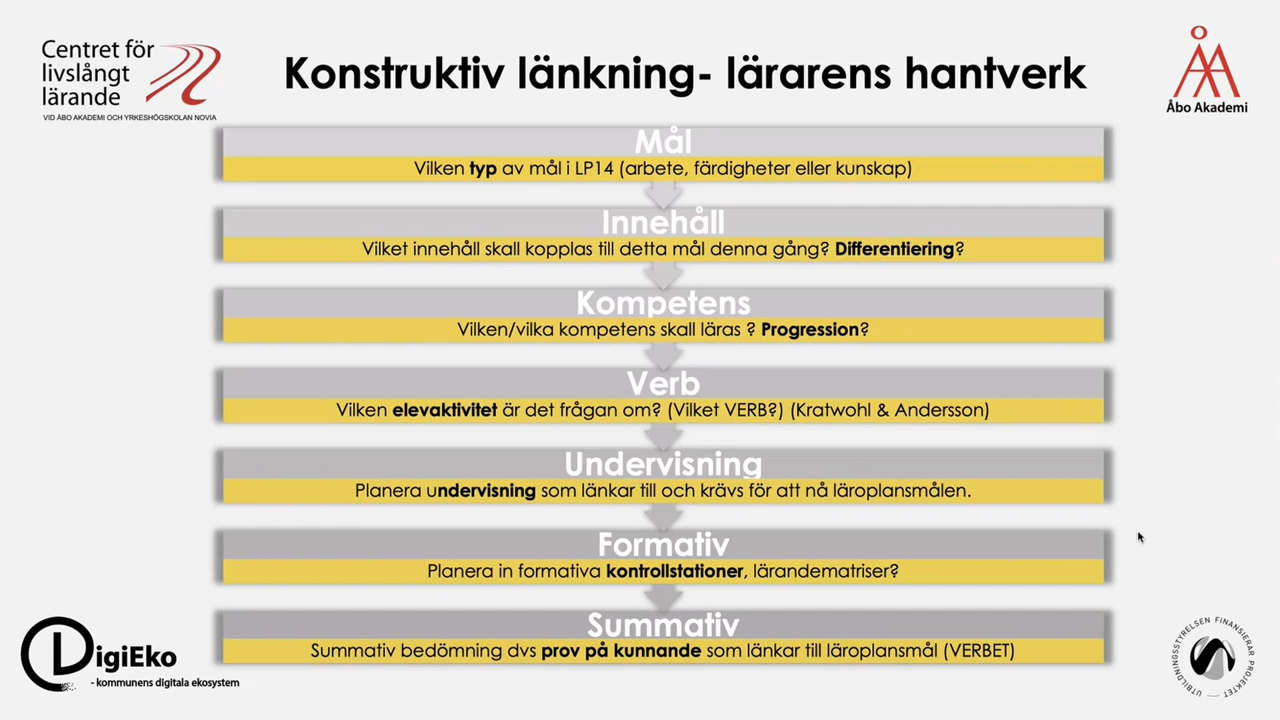 Centret för
livslångt
lärande
VID ÅBO AKADEMI OCH YRKESHÖGSKOLAN NOVIA
Konstruktiv länkning- lärarens hantverk
Åbo Akademi
Mål
Vilken typ av mål i LP14 (arbete, färdigheter eller kunskap)
Innehåll
Vilket innehåll skall kopplas till detta mål denna gång? Differentiering?
Kompetens
Vilken/vilka kompetens skall läras ? Progression?
Verb
Vilken elevaktivitet är det frågan om? (Vilket VERB?) (Kratwohl & Andersson)
Undervisning
Planera undervisning som länkar till och krävs för att nå läroplansmålen.
Formativ
Planera in formativa kontrollstationer, lärandematriser?
Summativ
Summativ bedömning dvs prov på kunnande som länkar till läroplansmål (VERBET)
DigiEko
- kommunens digitala ekosystem
UTBILDNINGSSTYRELSEN FINANSIERAR PROJEKTET